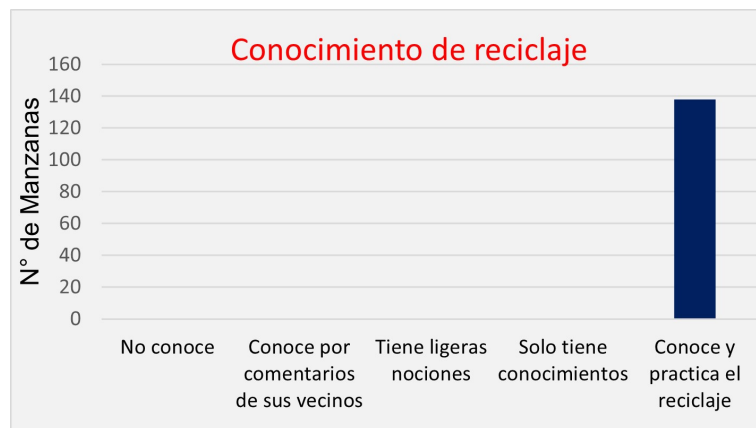 Conocimiento de reciclaje
N° de Manzanas
160
140
120
100
80
60
40
20
0
No conoce
Conoce por
comentarios
de sus vecinos
Tiene ligeras
nociones
Solo tiene
conocimientos
Conoce y
practica el
reciclaje